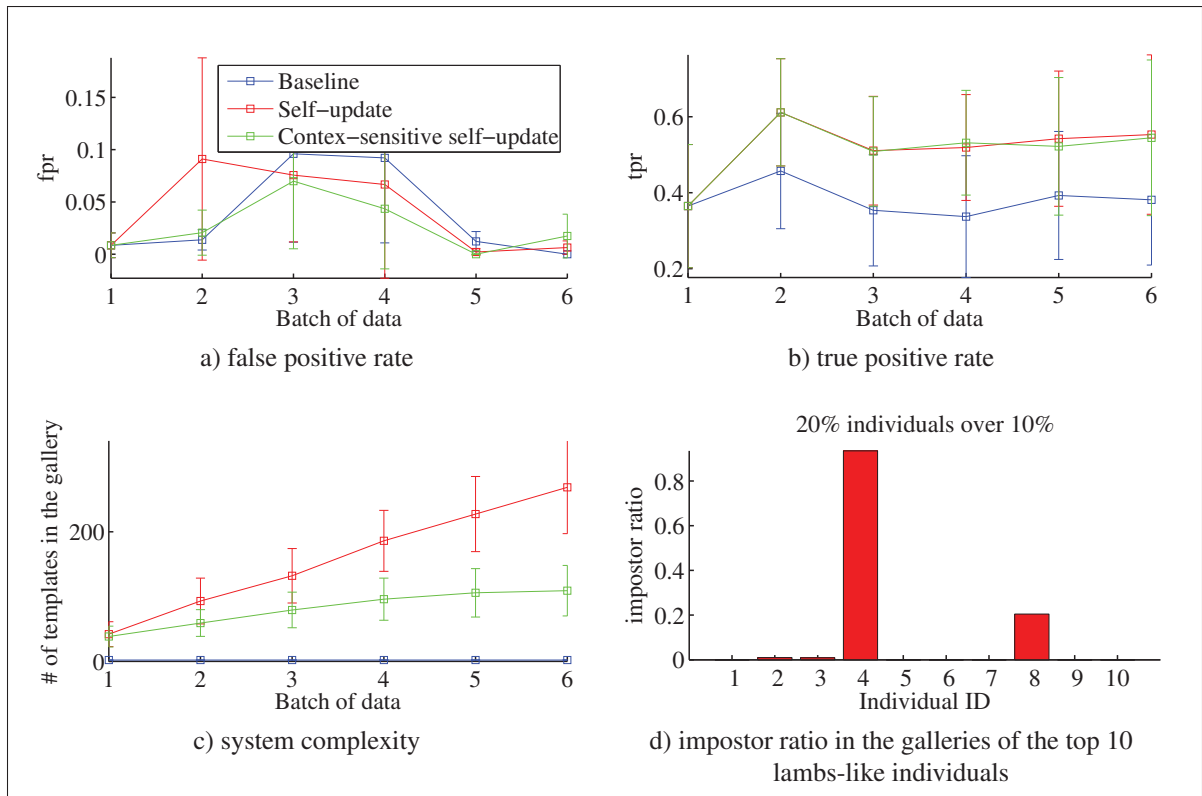 0.15
0.1
0.05
0
fpr
Baseline
Self-update
Contex-sensitive self-update
1 2 3 4 5 6
Batch of data
a) false positive rate
0.6
0.4
0.2
tpr
1 2 3 4 5 6
Batch of data
b) true positive rate
200
0
# of templates in the gallery
1 2 3 4 5 6
Batch of data
c) system complexity
20% individuals over 10%
0.8
0.6
0.4
0.2
0
impostor ratio
1 2 3 4 5 6 7 8 9 10
Individual ID
d) impostor ratio in the galleries of the top 10
lambs-like individuals